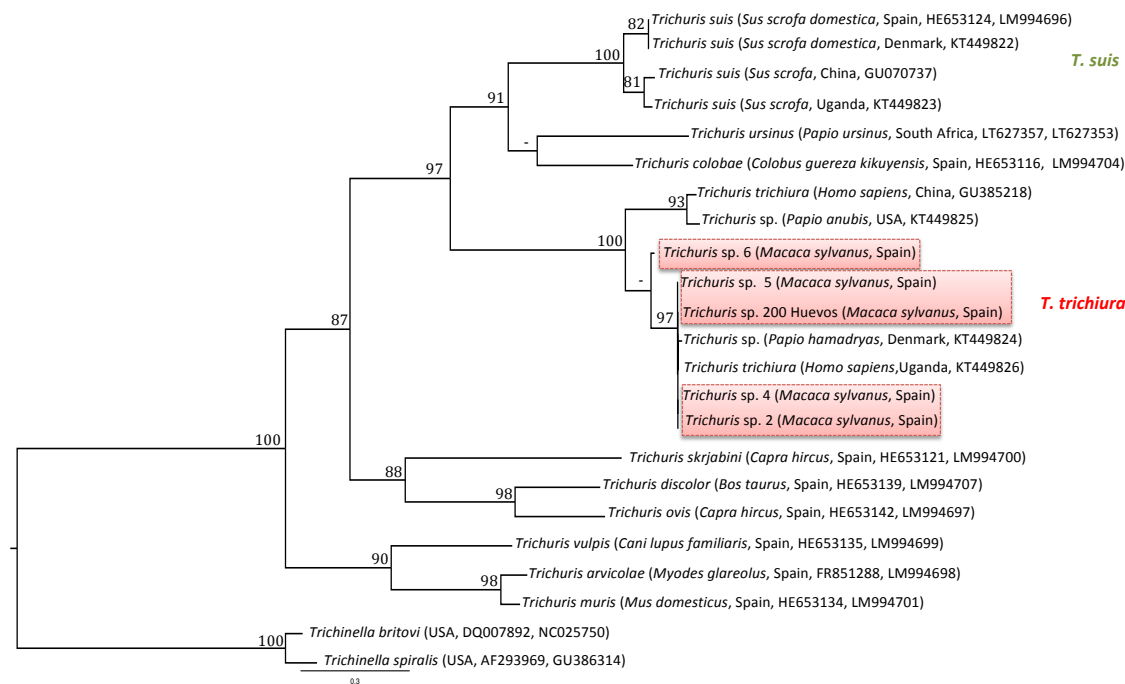 Trichuris suis (Sus scrofa domestica, Spain, HE653124, LM994696)
82
Trichuris suis (Sus scrofa domestica, Denmark, KT449822)
T. suis
100
Trichuris suis (Sus scrofa, China, GU070737)
81
Trichuris suis (Sus scrofa, Uganda, KT449823)
91
Trichuris ursinus (Papio ursinus, South Africa, LT627357, LT627353)
-
Trichuris colobae (Colobus guereza kikuyensis, Spain, HE653116, LM994704)
97
Trichuris trichiura (Homo sapiens, China, GU385218)
93
Trichuris sp. (Papio anubis, USA, KT449825)
100
Trichuris sp. 6 (Macaca sylvanus, Spain)
-
Trichuris sp. 5 (Macaca sylvanus, Spain)
T. trichiura
Trichuris sp. 200 Huevos (Macaca sylvanus, Spain)
97
87
Trichuris sp. (Papio hamadryas, Denmark, KT449824)
Trichuris trichiura (Homo sapiens,Uganda, KT449826)
Trichuris sp. 4 (Macaca sylvanus, Spain)
Trichuris sp. 2 (Macaca sylvanus, Spain)
100
Trichuris skrjabini (Capra hircus, Spain, HE653121, LM994700)
88
Trichuris discolor (Bos taurus, Spain, HE653139, LM994707)
98
Trichuris ovis (Capra hircus, Spain, HE653142, LM994697)
Trichuris vulpis (Cani lupus familiaris, Spain, HE653135, LM994699)
90
Trichuris arvicolae (Myodes glareolus, Spain, FR851288, LM994698)
98
Trichuris muris (Mus domesticus, Spain, HE653134, LM994701)
Trichinella britovi (USA, DQ007892, NC025750)
100
Trichinella spiralis (USA, AF293969, GU386314)
0.3